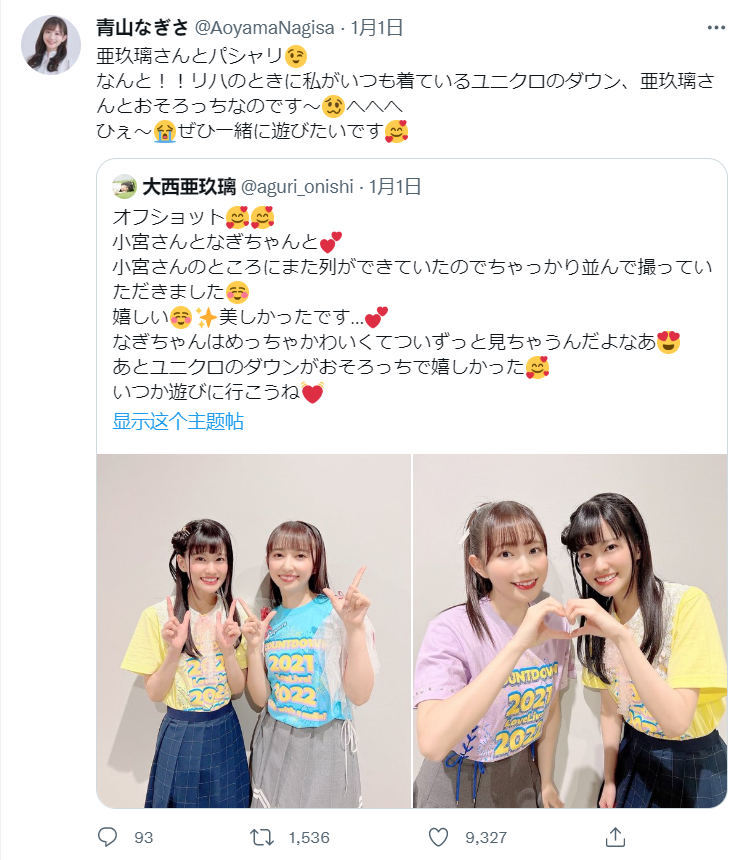 青山なぎさ @AoyamaNagisa · 1月1日
亜玖璃さんとパシャリ😉
なんと！！リハのときに私がいつも着ているユニクロのダウン、亜玖璃さ
んとおそろっちなのです〜🥴へへへ
ひぇ〜😭ぜひ一緒に遊びたいです🥰
大西亜玖璃 @aguri_onishi · 1月1日
オフショット🥰🥰
小宮さんとなぎちゃんと💕
小宮さんのところにまた列ができていたのでちゃっかり並んで撮ってい
ただきました☺️
嬉しい☺️✨美しかったです...💕
なぎちゃんはめっちゃかわいくてついずっと見ちゃうんだよなあ😍
あとユニクロのダウンがおそろっちで嬉しかった🥰
いつか遊びに行こうね💓
显示这个主题帖
2021
COUNTDOWN
2021
2022
COUNTDOWN
2021
LoveLive
2022
2021
93 1,536 9,327